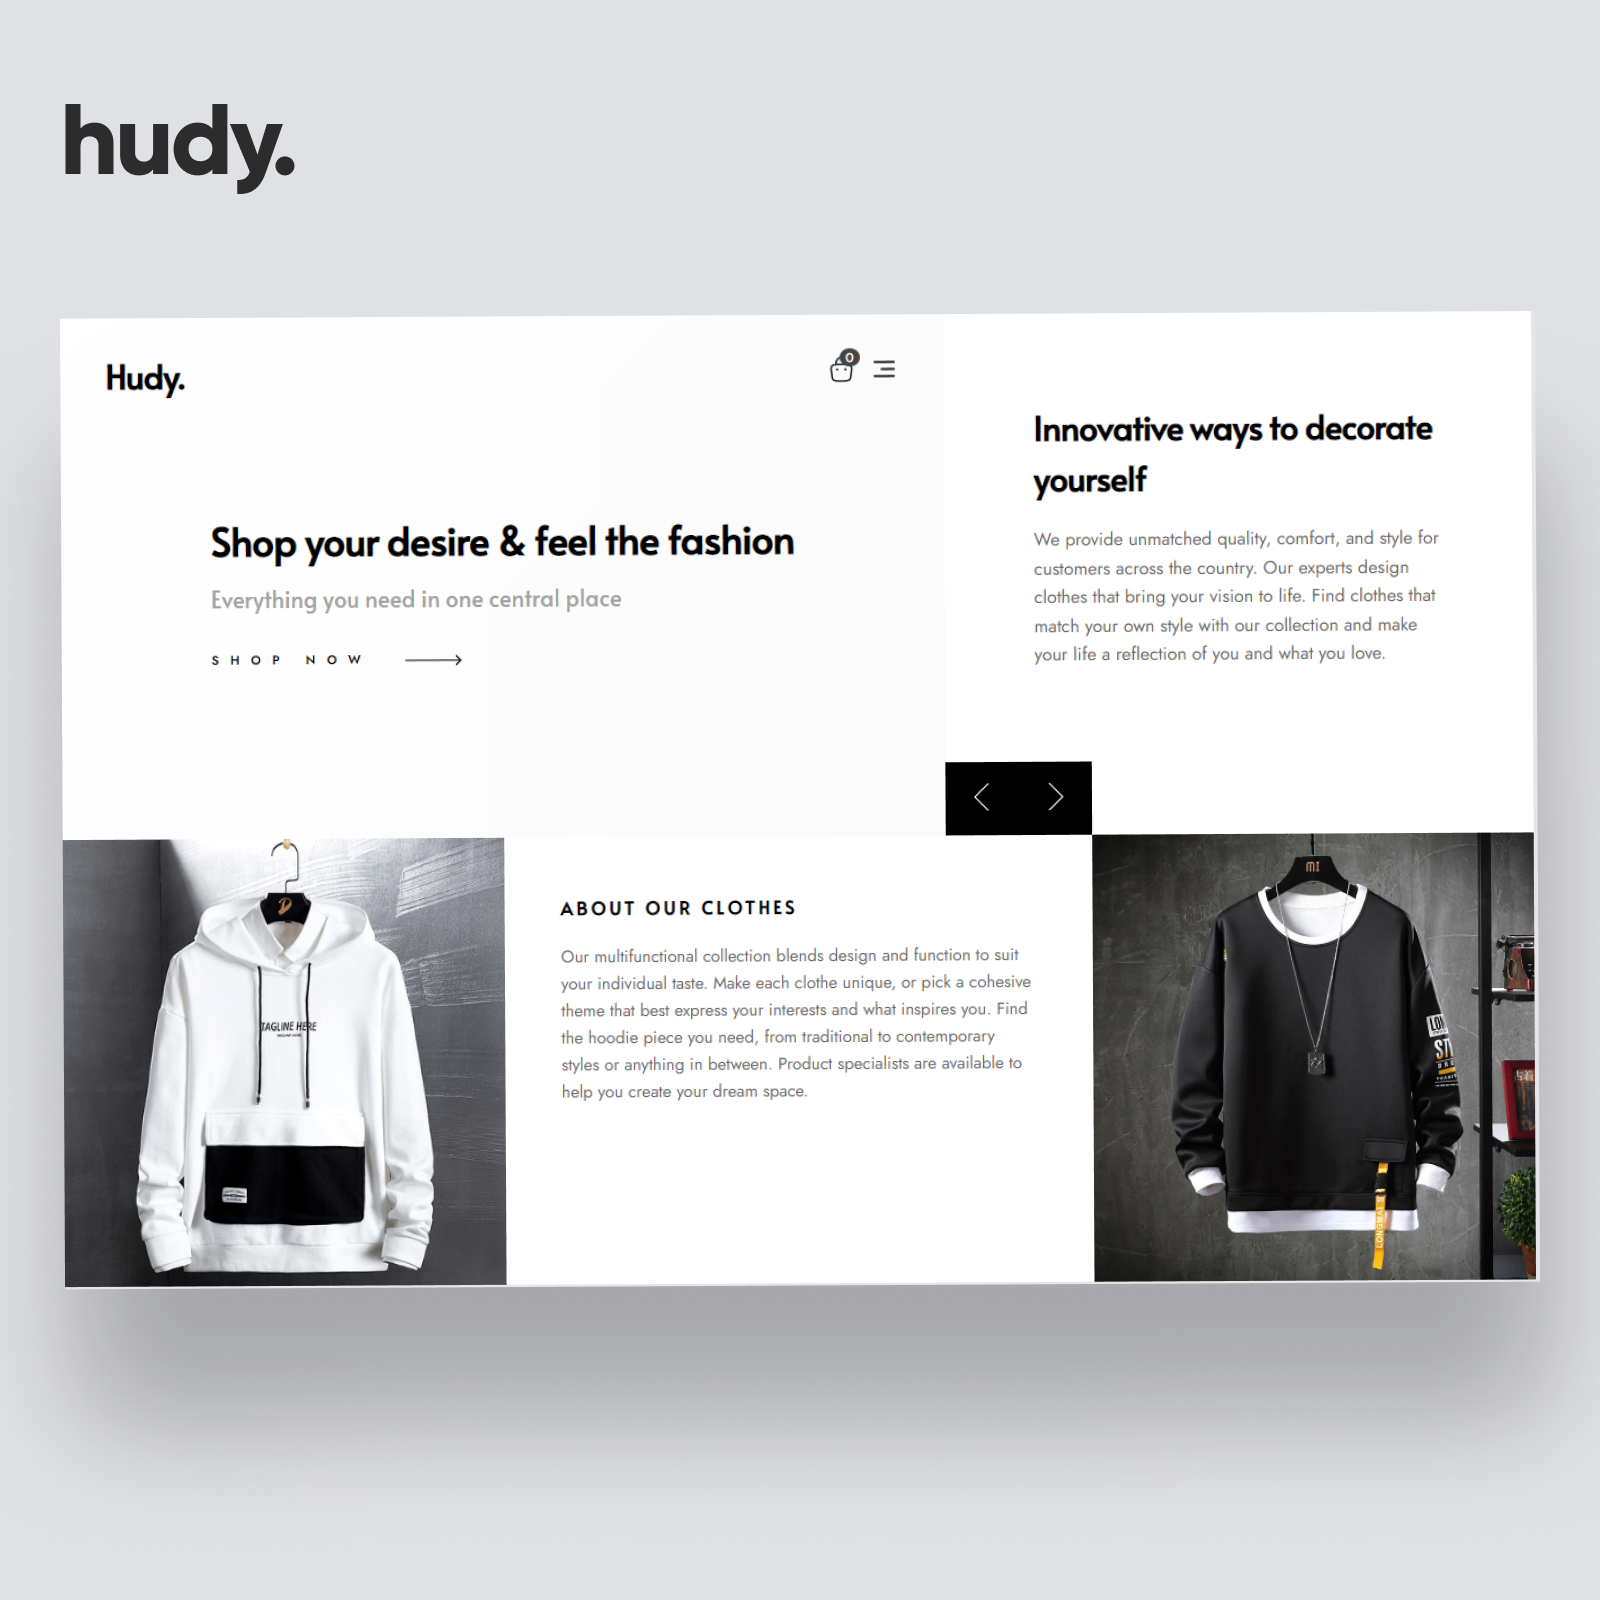 hudy.
Hudy.
0
Shop your desire & feel the fashion
Everything you need in one central place
SHOP NOW
Innovative ways to decorate
yourself
We provide unmatched quality, comfort, and style for
customers across the country. Our experts design
clothes that bring your vision to life. Find clothes that
match your own style with our collection and make
your life a reflection of you and what you love.
TAGLINE HERE
ABOUT OUR CLOTHES
Our multifunctional collection blends design and function to suit
your individual taste. Make each clothe unique, or pick a cohesive
theme that best express your interests and what inspires you. Find
the hoodie piece you need, from traditional to contemporary
styles or anything in between. Product specialists are available to
help you create your dream space.
MI
LONGMAI